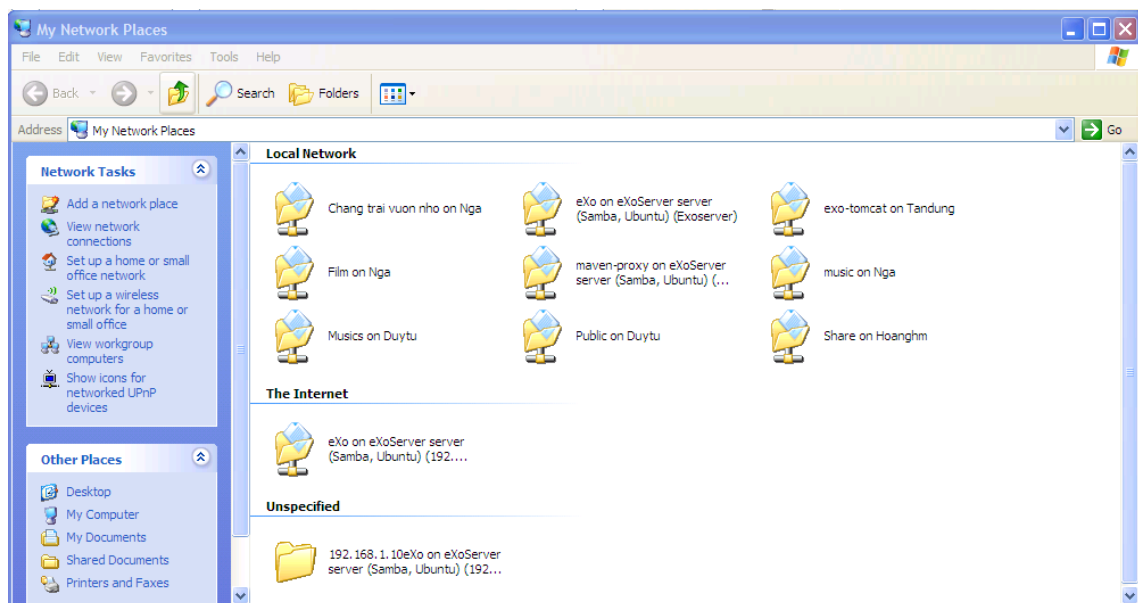 My Network Places
File Edit View Favorites Tools Help
Back Search Folders
Address My Network Places Go
Network Tasks
Add a network place
View network
connections
Set up a home or small
office network
Set up a wireless
network for a home or
small office
View workgroup
computers
Show icons for
networked UPnP
devices
Other Places
Desktop
My Computer
My Documents
Shared Documents
Printers and Faxes
Local Network
Chang trai vuon nho on Nga
eXo on eXoServer server
(Samba, Ubuntu) (Exoserver)
exo-tomcat on Tandung
Film on Nga
maven-proxy on eXoServer
server (Samba, Ubuntu) (...
music on Nga
Musics on Duytu
Public on Duytu
Share on Hoanghm
The Internet
eXo on eXoServer server
(Samba, Ubuntu) (192....
Unspecified
192.168.1.10eXo on eXoServer
server (Samba, Ubuntu) (192...